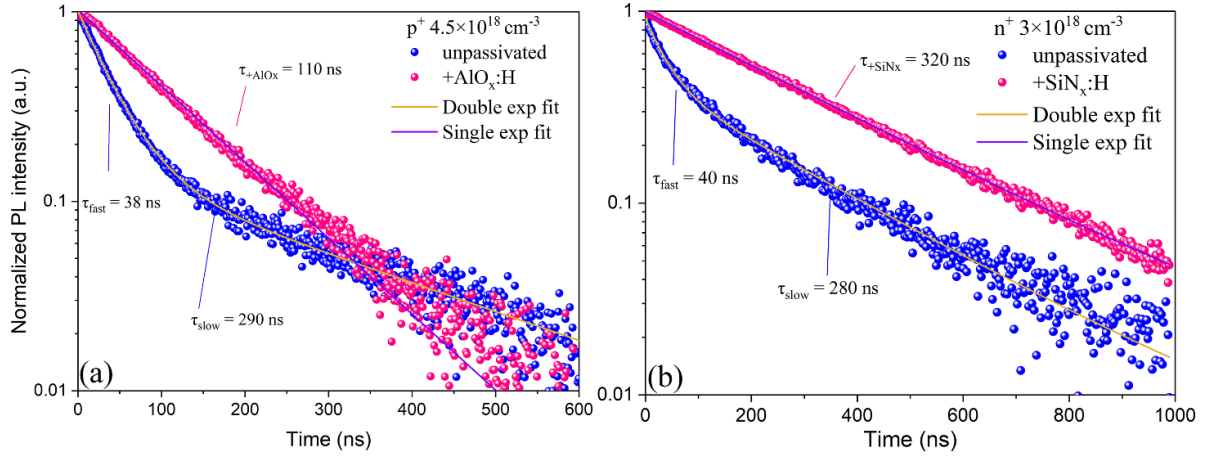 p⁺ 4.5×10¹⁸ cm⁻³
unpassivated
+AlOₓ:H
Double exp fit
Single exp fit
τ₊AlOx = 110 ns
τfast = 38 ns
τslow = 290 ns
(a)
1
0.1
0.01
0 100 200 300 400 500 600
Time (ns)
Normalized PL intensity (a.u.)
n⁺ 3×10¹⁸ cm⁻³
unpassivated
+SiNₓ:H
Double exp fit
Single exp fit
τ₊SiNx = 320 ns
τfast = 40 ns
τslow = 280 ns
(b)
1
0.1
0.01
0 200 400 600 800 1000
Time (ns)